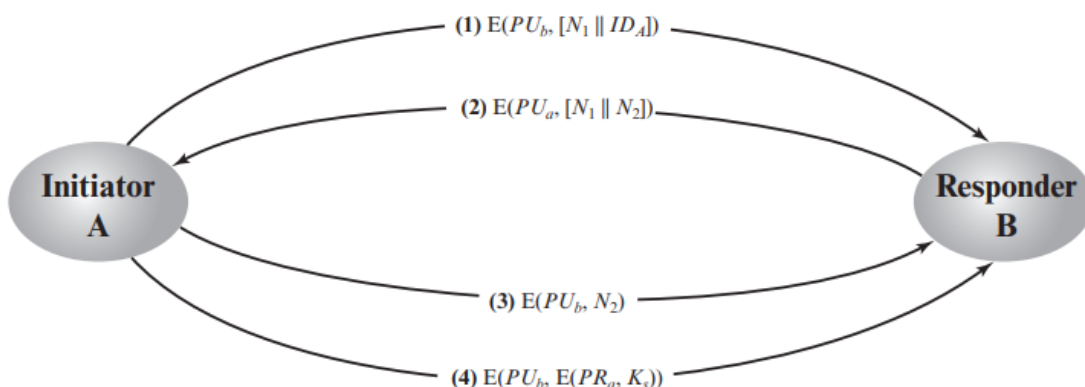 (1) E(PU_b, [N_1 || ID_A])
(2) E(PU_a, [N_1 || N_2])
Initiator
A
Responder
B
(3) E(PU_b, N_2)
(4) E(PU_b, E(PR_a, K_s))